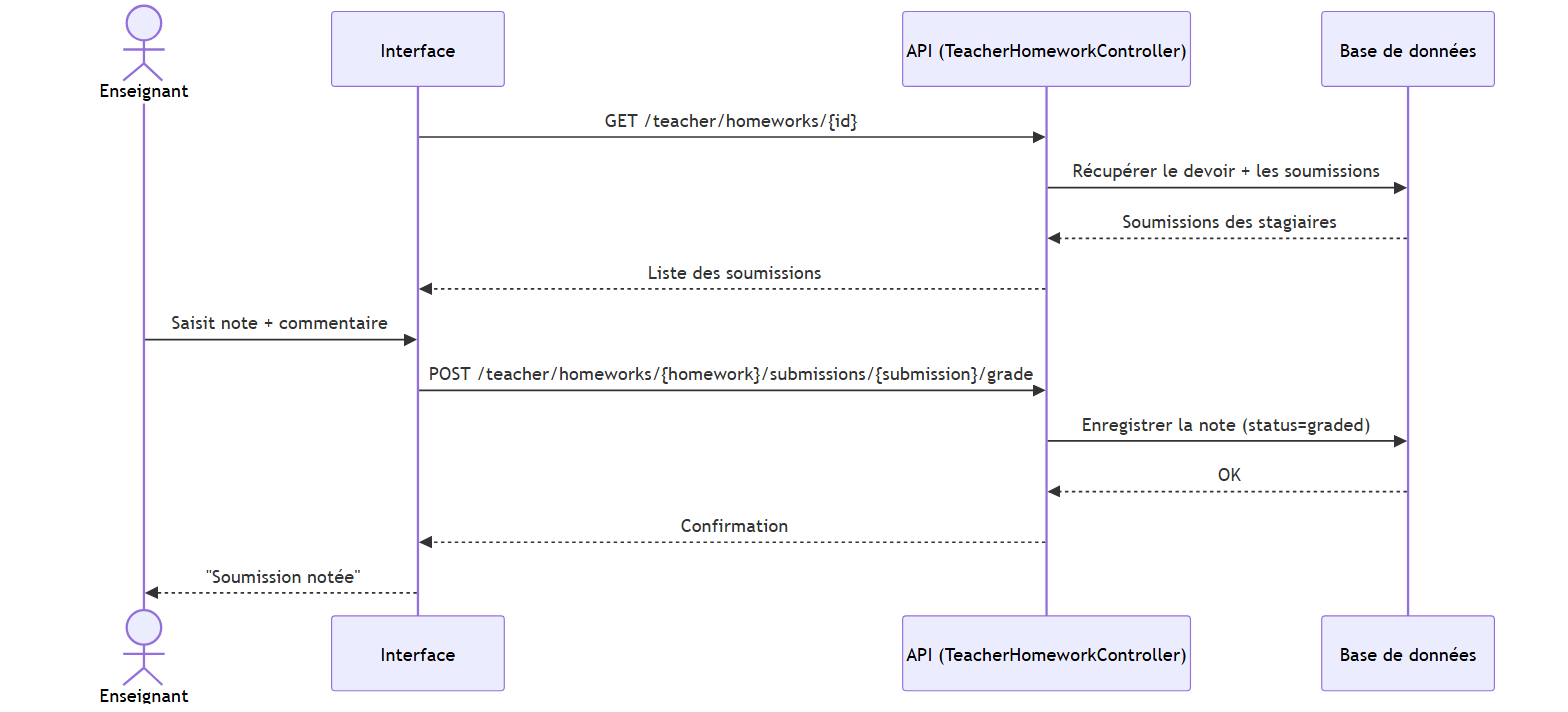 Enseignant
Interface
API (TeacherHomeworkController)
Base de données
GET /teacher/homeworks/{id}
Récupérer le devoir + les soumissions
Soumissions des stagiaires
Liste des soumissions
Saisit note + commentaire
POST /teacher/homeworks/{homework}/submissions/{submission}/grade
Enregistrer la note (status=graded)
OK
Confirmation
"Soumission notée"
Enseignant
Interface
API (TeacherHomeworkController)
Base de données